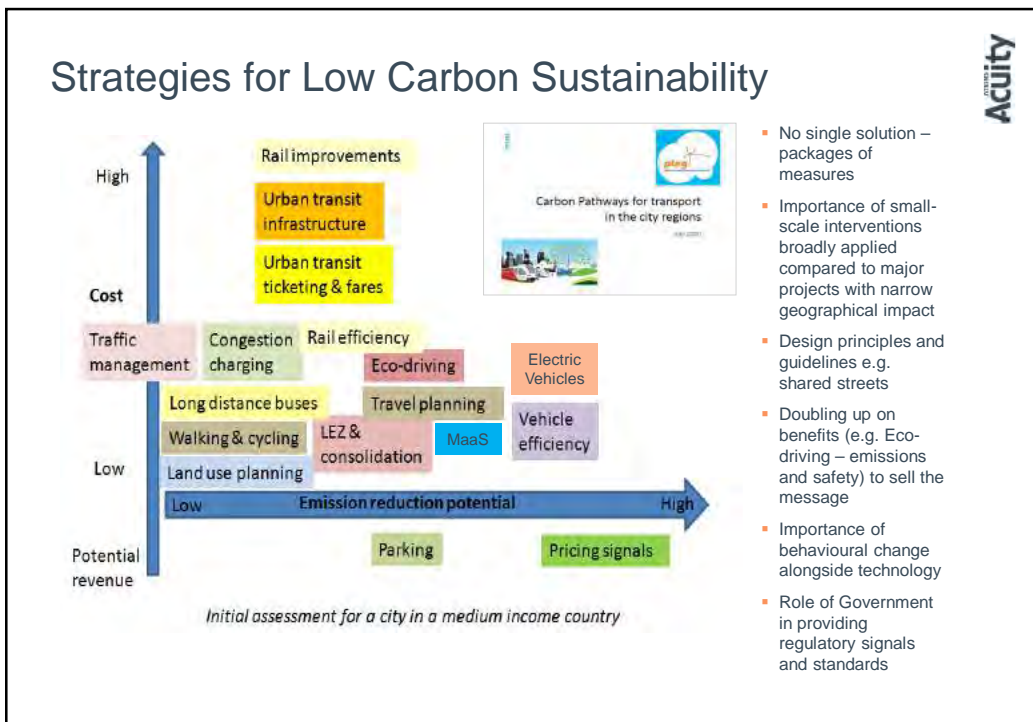 Strategies for Low Carbon Sustainability
Acuity
High
Rail improvements
Urban transit
infrastructure
Urban transit
ticketing & fares
pteg
Carbon Pathways for transport
in the city regions
Cost
Traffic
management
Congestion
charging
Rail efficiency
Eco-driving
Electric
Vehicles
Long distance buses
Travel planning
Walking & cycling
LEZ &
consolidation
MaaS
Vehicle
efficiency
Low
Land use planning
Low
Emission reduction potential
High
Potential
revenue
Parking
Pricing signals
Initial assessment for a city in a medium income country
▪ No single solution –
packages of
measures
▪ Importance of small-
scale interventions
broadly applied
compared to major
projects with narrow
geographical impact
▪ Design principles and
guidelines e.g.
shared streets
▪ Doubling up on
benefits (e.g. Eco-
driving – emissions
and safety) to sell the
message
▪ Importance of
behavioural change
alongside technology
▪ Role of Government
in providing
regulatory signals
and standards